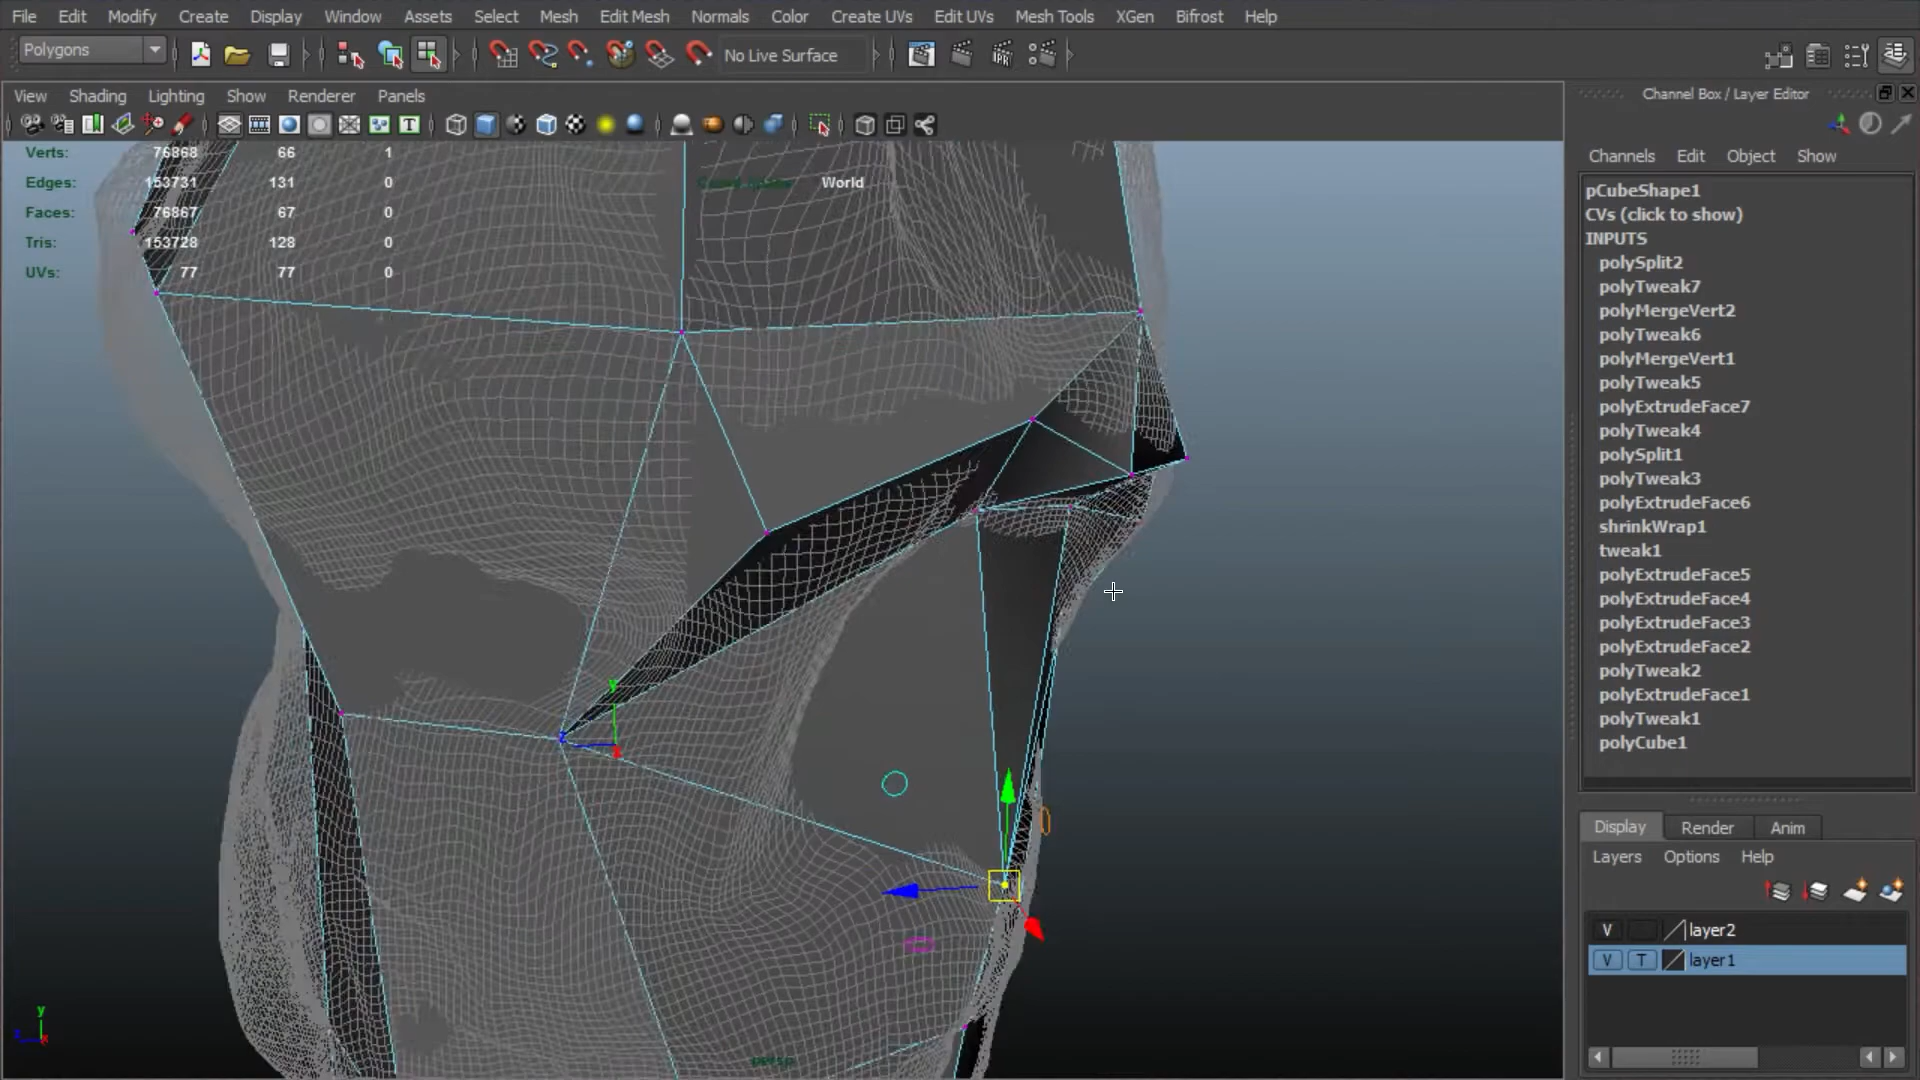 File Edit Modify Create Display Window Assets Select Mesh Edit Mesh Normals Color Create UVs Edit UVs Mesh Tools XGen Bifrost Help
Polygons
No Live Surface
IPR
View Shading Lighting Show Renderer Panels
Channel Box / Layer Editor
Channels Edit Object Show
Verts: 76868 66 1
Edges: 153731 131 0
Faces: 76867 67 0
Tris: 153728 128 0
UVs: 77 77 0
World
pCubeShape1
CVs (click to show)
INPUTS
polySplit2
polyTweak7
polyMergeVert2
polyTweak6
polyMergeVert1
polyTweak5
polyExtrudeFace7
polyTweak4
polySplit1
polyTweak3
polyExtrudeFace6
shrinkWrap1
tweak1
polyExtrudeFace5
polyExtrudeFace4
polyExtrudeFace3
polyExtrudeFace2
polyTweak2
polyExtrudeFace1
polyTweak1
polyCube1
Display Render Anim
Layers Options Help
V layer2
V T layer1
y
z
x
y
z x
persp